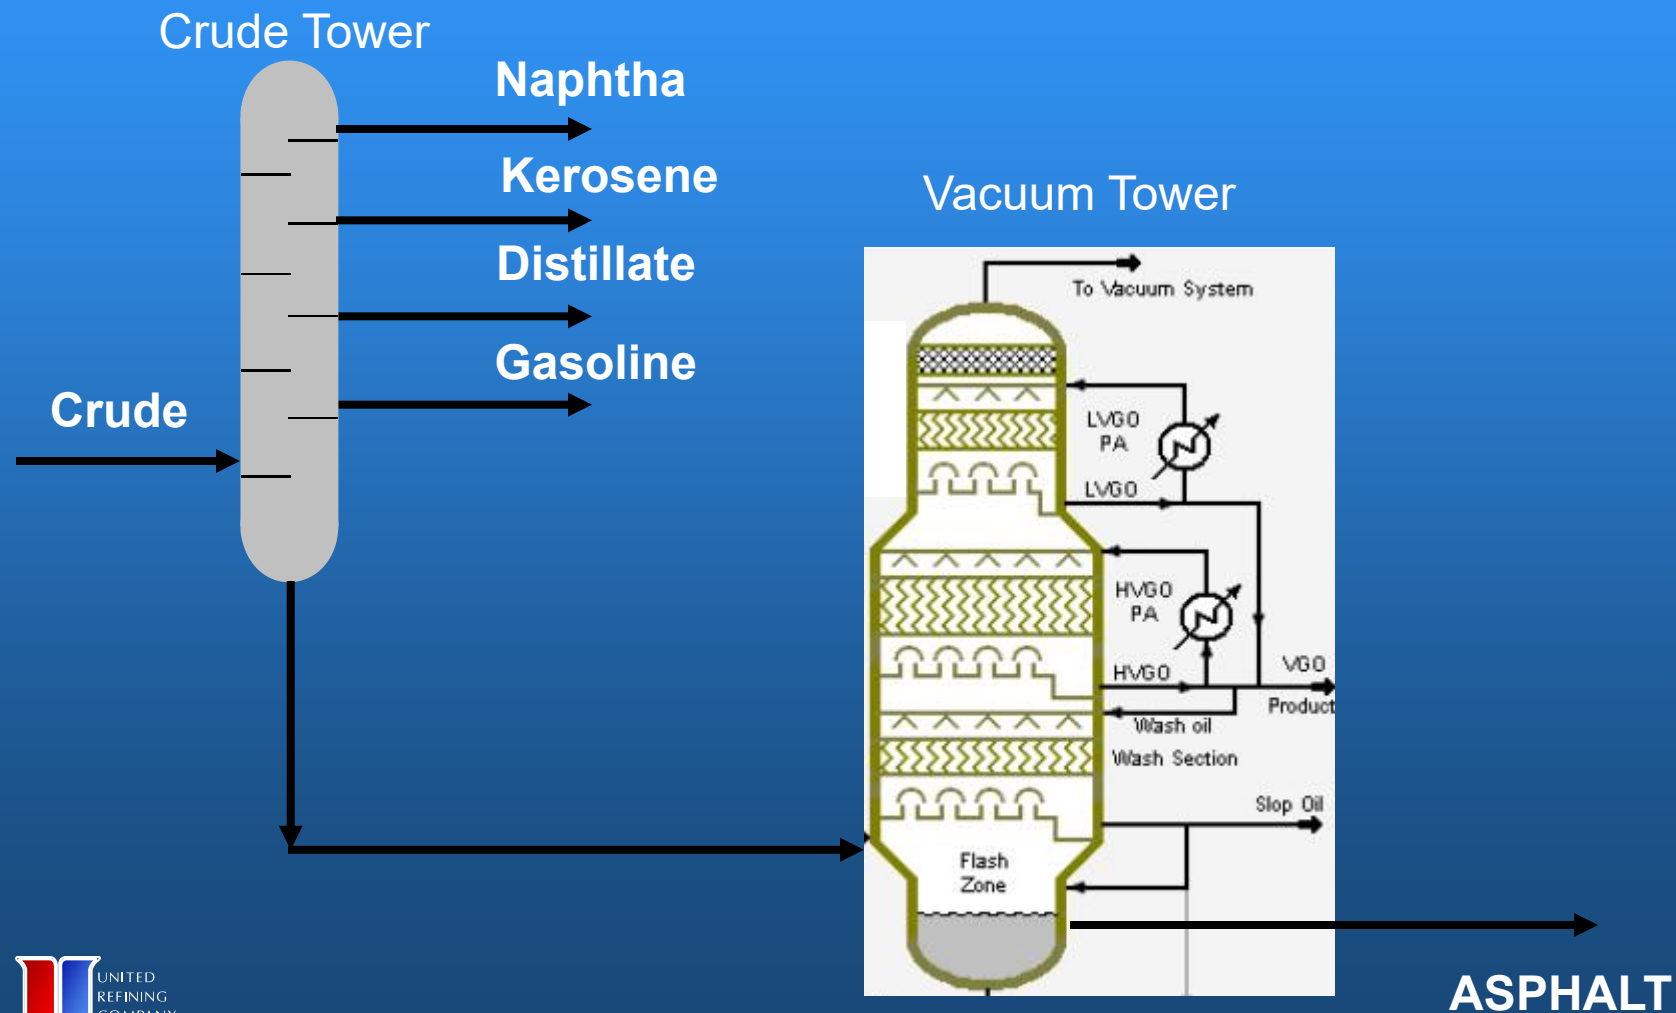 Crude Tower
Naphtha
Kerosene
Distillate
Gasoline
Crude
Vacuum Tower
To Vacuum System
LVGO
PA
LVGO
HVGO
PA
HVGO
VGO
Product
Wash oil
Wash Section
Slop Oil
Flash
Zone
ASPHALT
UNITED
REFINING
COMPANY